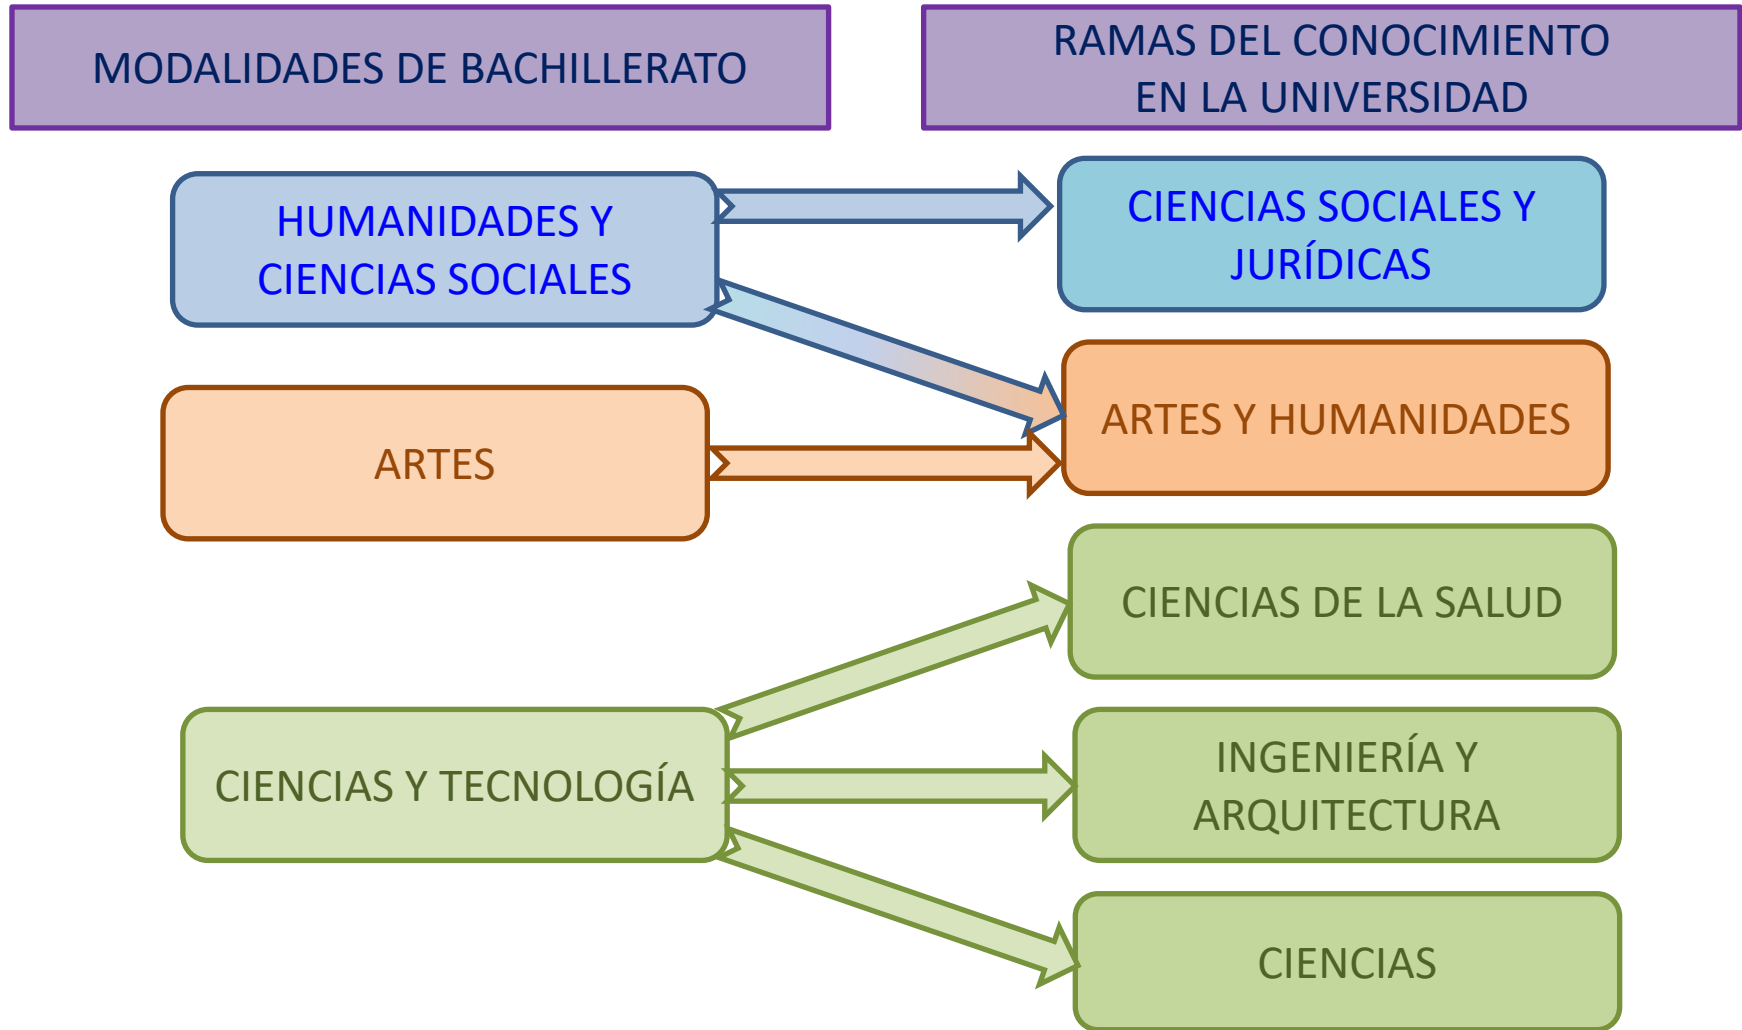 MODALIDADES DE BACHILLERATO
RAMAS DEL CONOCIMIENTO
EN LA UNIVERSIDAD
HUMANIDADES Y
CIENCIAS SOCIALES
CIENCIAS SOCIALES Y
JURÍDICAS
ARTES
ARTES Y HUMANIDADES
CIENCIAS DE LA SALUD
CIENCIAS Y TECNOLOGÍA
INGENIERÍA Y
ARQUITECTURA
CIENCIAS